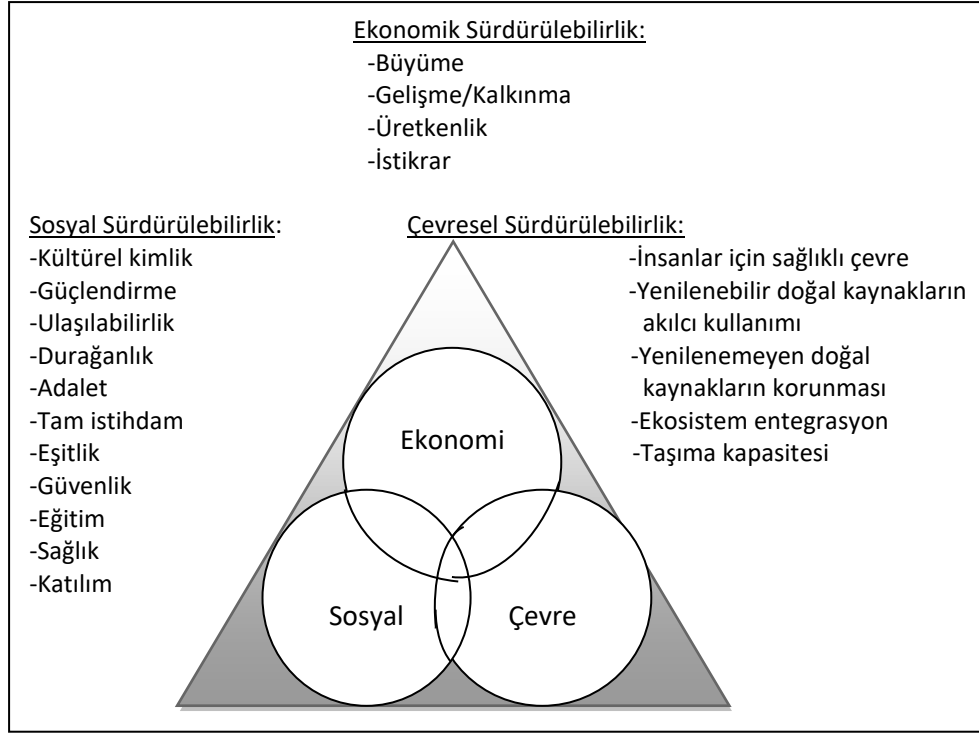 Ekonomik Sürdürülebilirlik:
-Büyüme
-Gelişme/Kalkınma
-Üretkenlik
-İstikrar
Sosyal Sürdürülebilirlik:
-Kültürel kimlik
-Güçlendirme
-Ulaşılabilirlik
-Durağanlık
-Adalet
-Tam istihdam
-Eşitlik
-Güvenlik
-Eğitim
-Sağlık
-Katılım
Çevresel Sürdürülebilirlik:
-İnsanlar için sağlıklı çevre
-Yenilenebilir doğal kaynakların
akılcı kullanımı
-Yenilenemeyen doğal
kaynakların korunması
-Ekosistem entegrasyon
-Taşıma kapasitesi
Ekonomi
Sosyal
Çevre